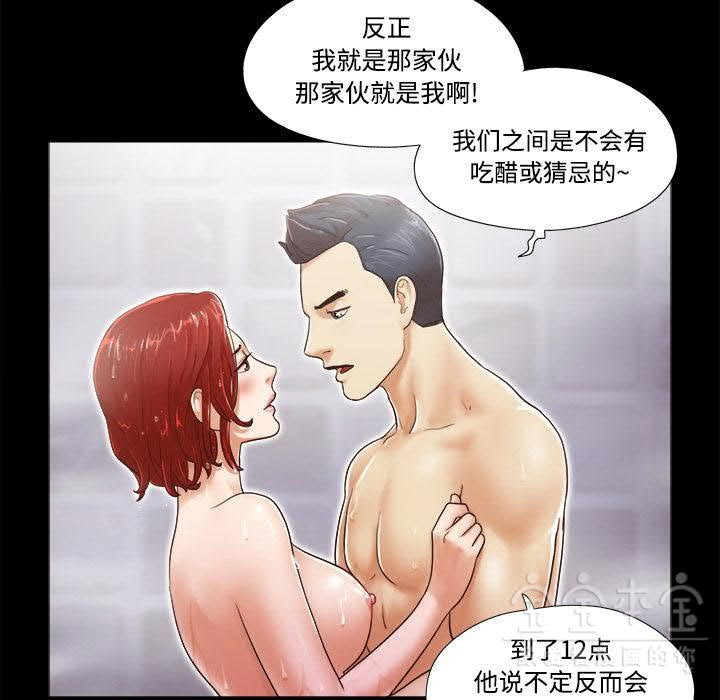 反正
我就是那家伙
那家伙就是我啊!
我们之间是不会有
吃醋或猜忌的~
到了12点
他说不定反而会